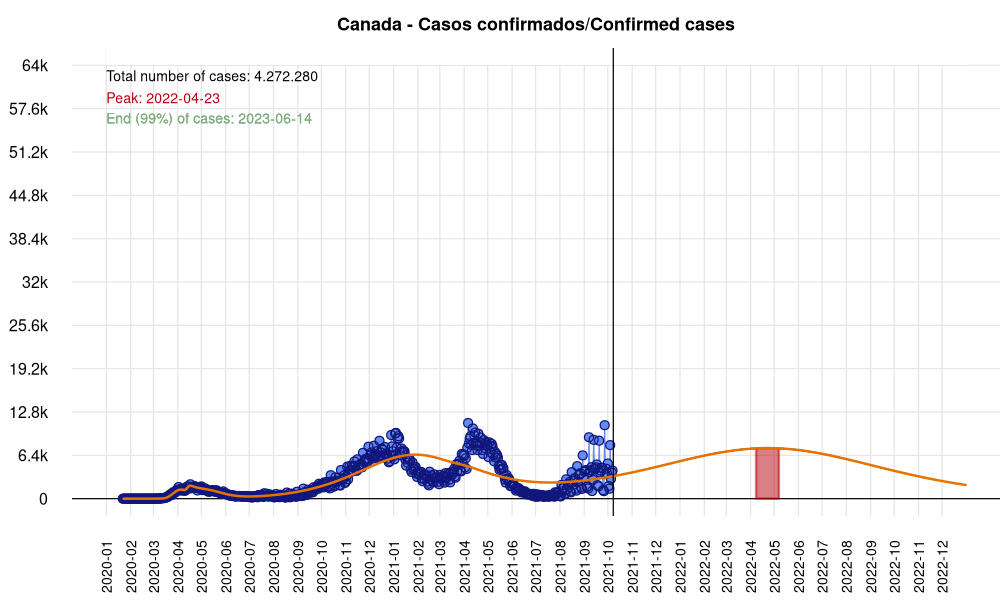 Canada - Casos confirmados/Confirmed cases
Total number of cases: 4.272.280
Peak: 2022-04-23
End (99%) of cases: 2023-06-14
64k
57.6k
51.2k
44.8k
38.4k
32k
25.6k
19.2k
12.8k
6.4k
0
2020-01
2020-02
2020-03
2020-04
2020-05
2020-06
2020-07
2020-08
2020-09
2020-10
2020-11
2020-12
2021-01
2021-02
2021-03
2021-04
2021-05
2021-06
2021-07
2021-08
2021-09
2021-10
2021-11
2021-12
2022-01
2022-02
2022-03
2022-04
2022-05
2022-06
2022-07
2022-08
2022-09
2022-10
2022-11
2022-12